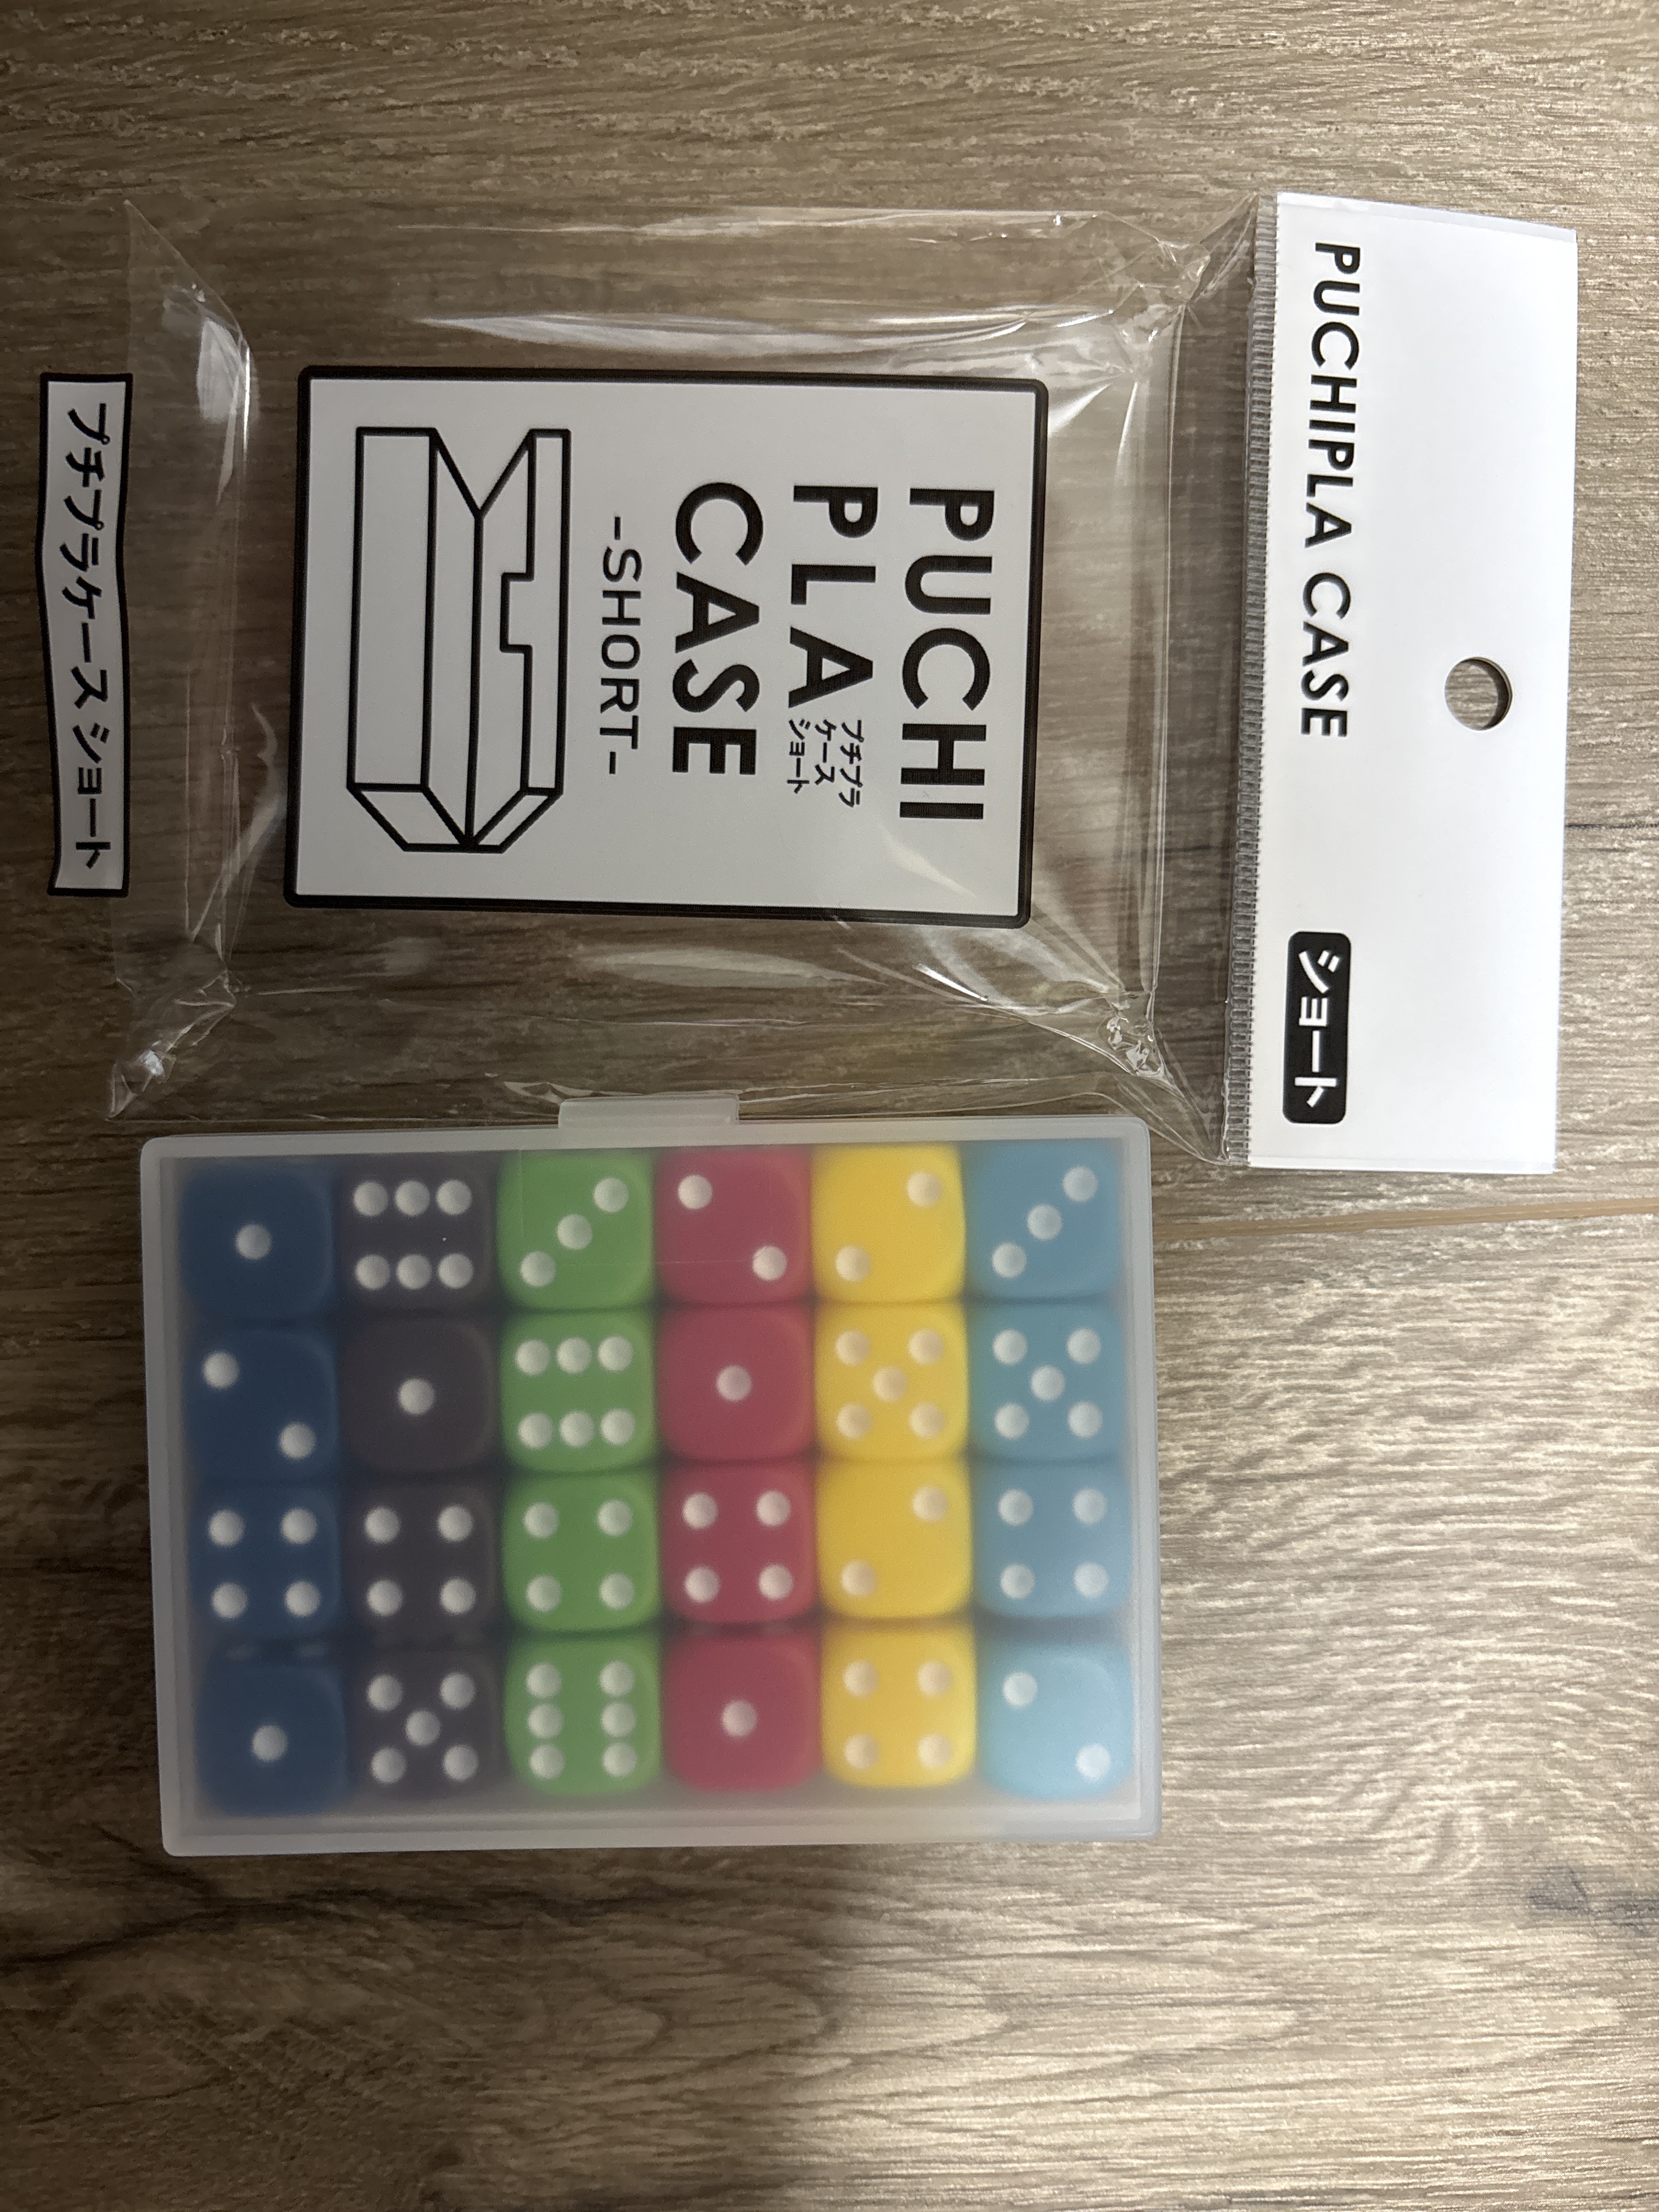 PUCHIPLA CASE ショート
PUCHI
PLA プチプラ
ケース
ショート
CASE
-SHORT-
プチプラケース ショート